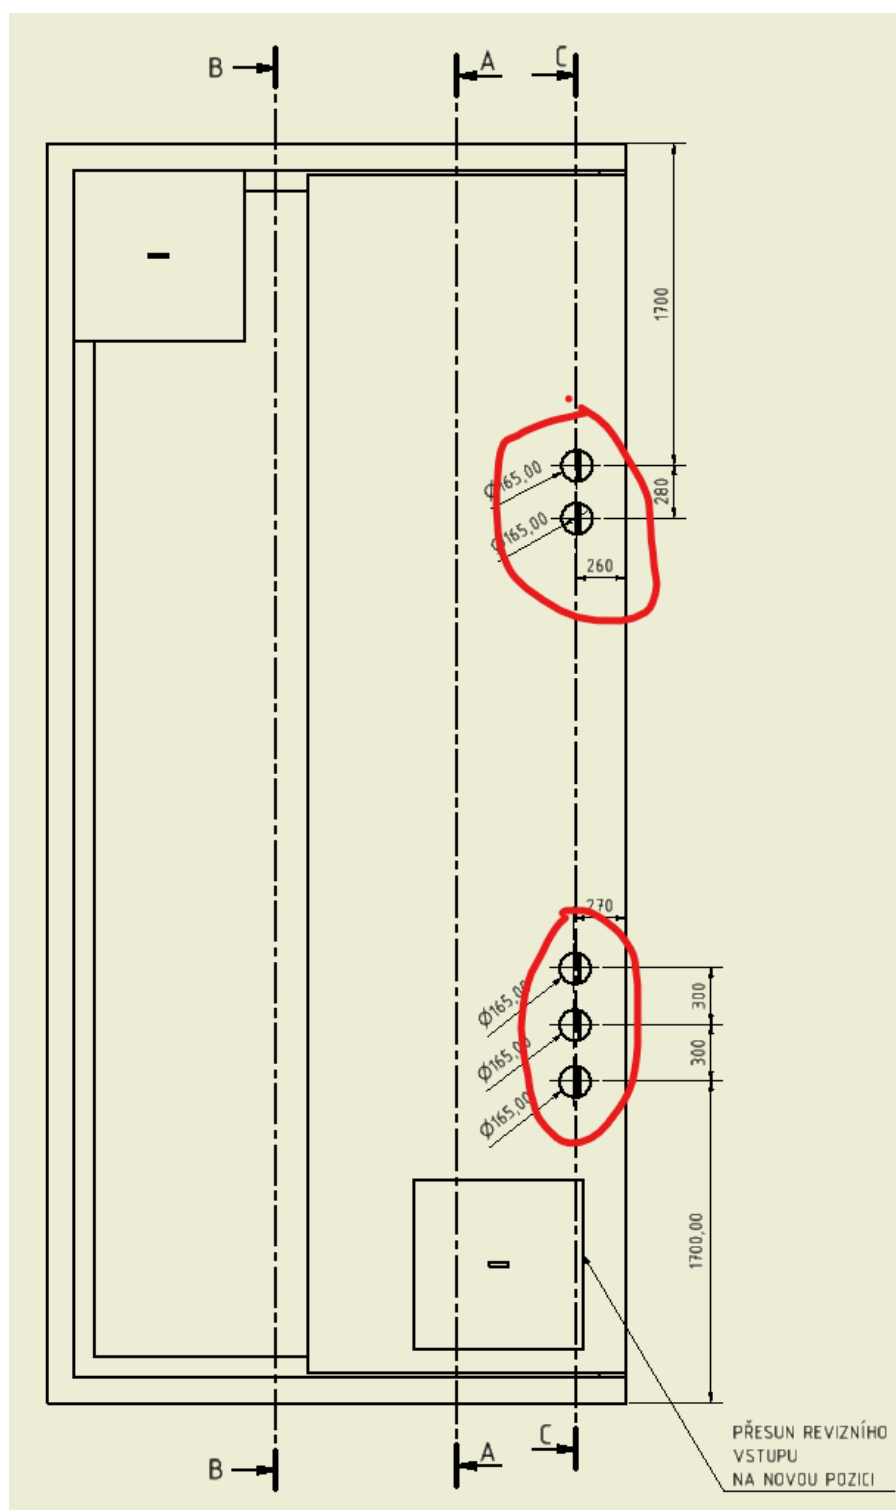 B
A
C
1700
Ø165,00
280
Ø165,00
260
270
Ø165,00
300
Ø165,00
300
Ø165,00
1700,00
PŘESUN REVIZNÍHO
VSTUPU
NA NOVOU POZICI
B
A
C